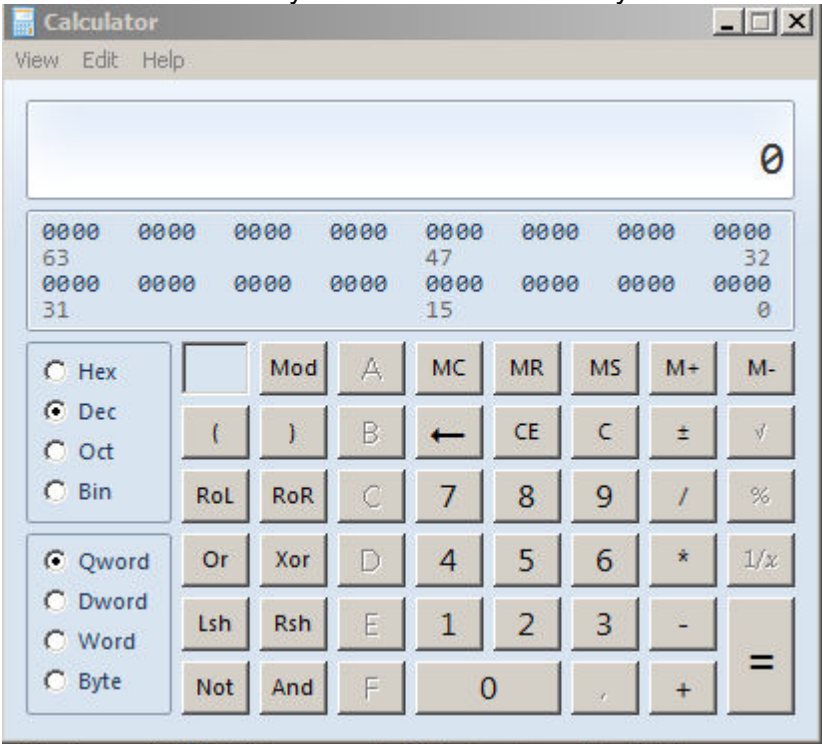 Calculator
View Edit Help
0
0000 0000 0000 0000 0000 0000 0000 0000
63 47 32
0000 0000 0000 0000 0000 0000 0000 0000
31 15 0
Hex Mod A MC MR MS M+ M-
Dec
( ) B ← CE C ± √
Oct
Bin RoL RoR C 7 8 9 / %
Qword Or Xor D 4 5 6 * 1/x
Dword
Lsh Rsh E 1 2 3 - =
Word
Byte Not And F 0 , +